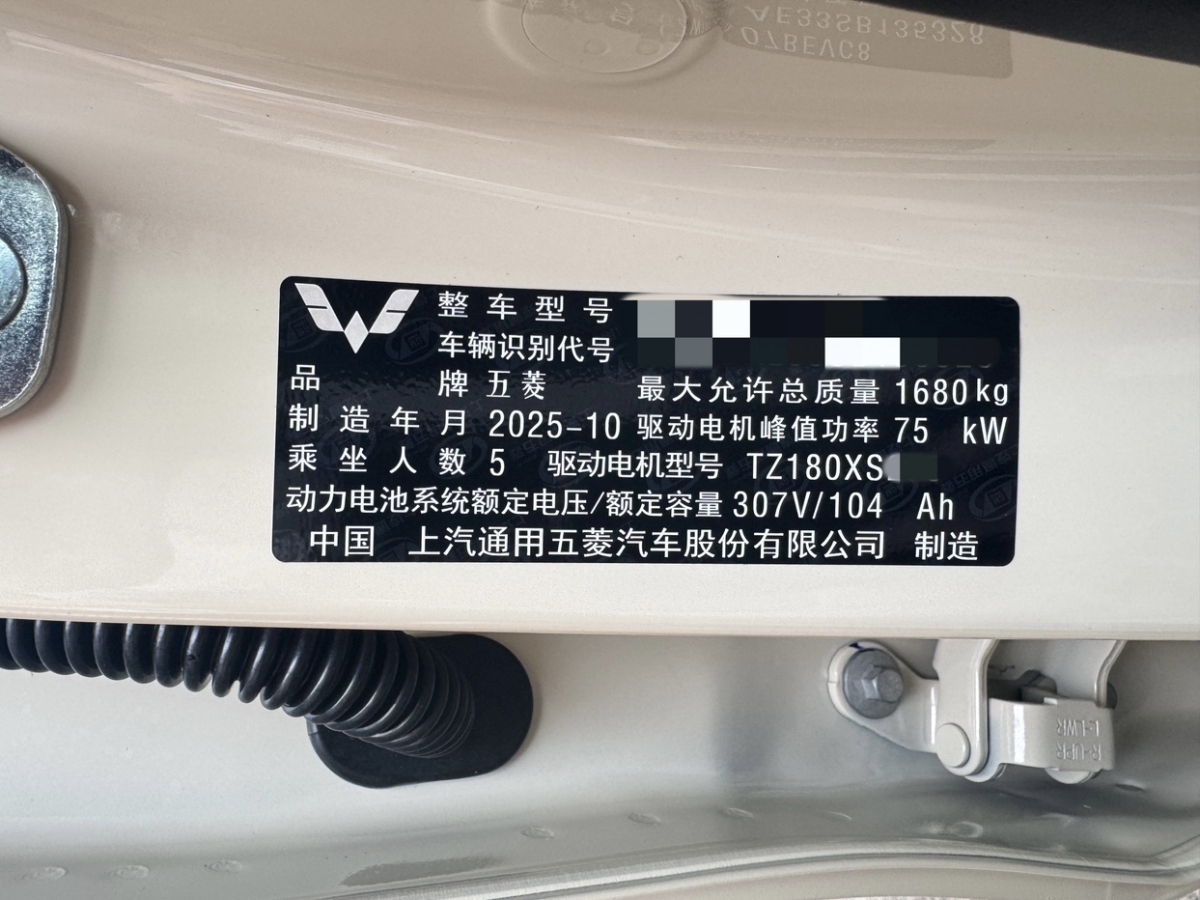 整车型号
车辆识别代号
品牌 五菱 最大允许总质量 1680kg
制造年月 2025-10 驱动电机峰值功率 75 kW
乘坐人数 5 驱动电机型号 TZ180XS
动力电池系统额定电压/额定容量 307V/104 Ah
中国 上汽通用五菱汽车股份有限公司 制造
R-UPR
L-LWR